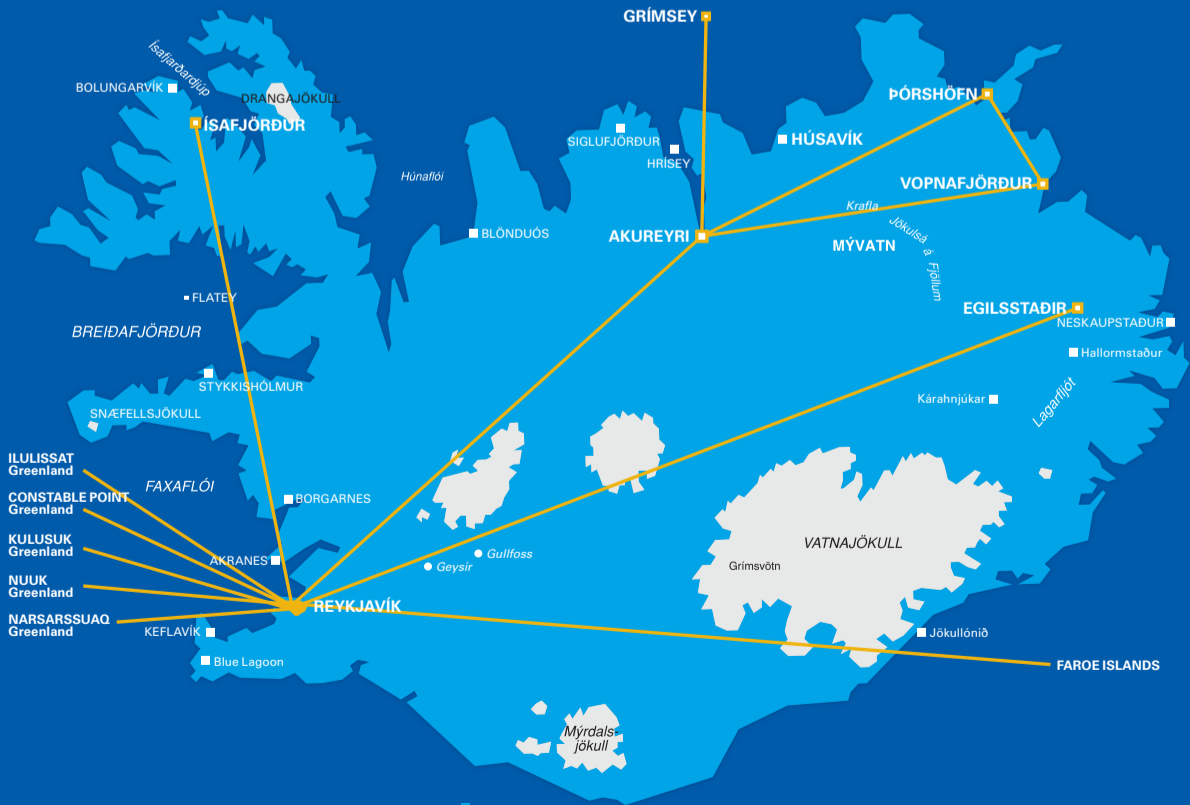 GRÍMSEY
Ísafjarðardjúp
BOLUNGARVÍK
DRANGAJÖKULL
ÞÓRSHÖFN
ÍSAFJÖRÐUR
SIGLUFJÖRÐUR
HÚSAVÍK
HRÍSEY
Húnaflói
VOPNAFJÖRÐUR
Krafla
BLÖNDUÓS
AKUREYRI
MÝVATN
Jökulsá á Fjöllum
FLATEY
EGILSSTAÐIR
NESKAUPSTAÐUR
BREIÐAFJÖRÐUR
Hallormstaður
STYKKISHÓLMUR
Kárahnjúkar
Lagarfljót
SNÆFELLSJÖKULL
ILULISSAT
Greenland
FAXAFLÓI
CONSTABLE POINT
Greenland
BORGARNES
KULUSUK
Greenland
VATNAJÖKULL
Gullfoss
AKRANES
Geysir
Grímsvötn
NUUK
Greenland
REYKJAVÍK
NARSARSSUAQ
Greenland
KEFLAVÍK
Jökullónið
Blue Lagoon
FAROE ISLANDS
Mýrdals-
jökull